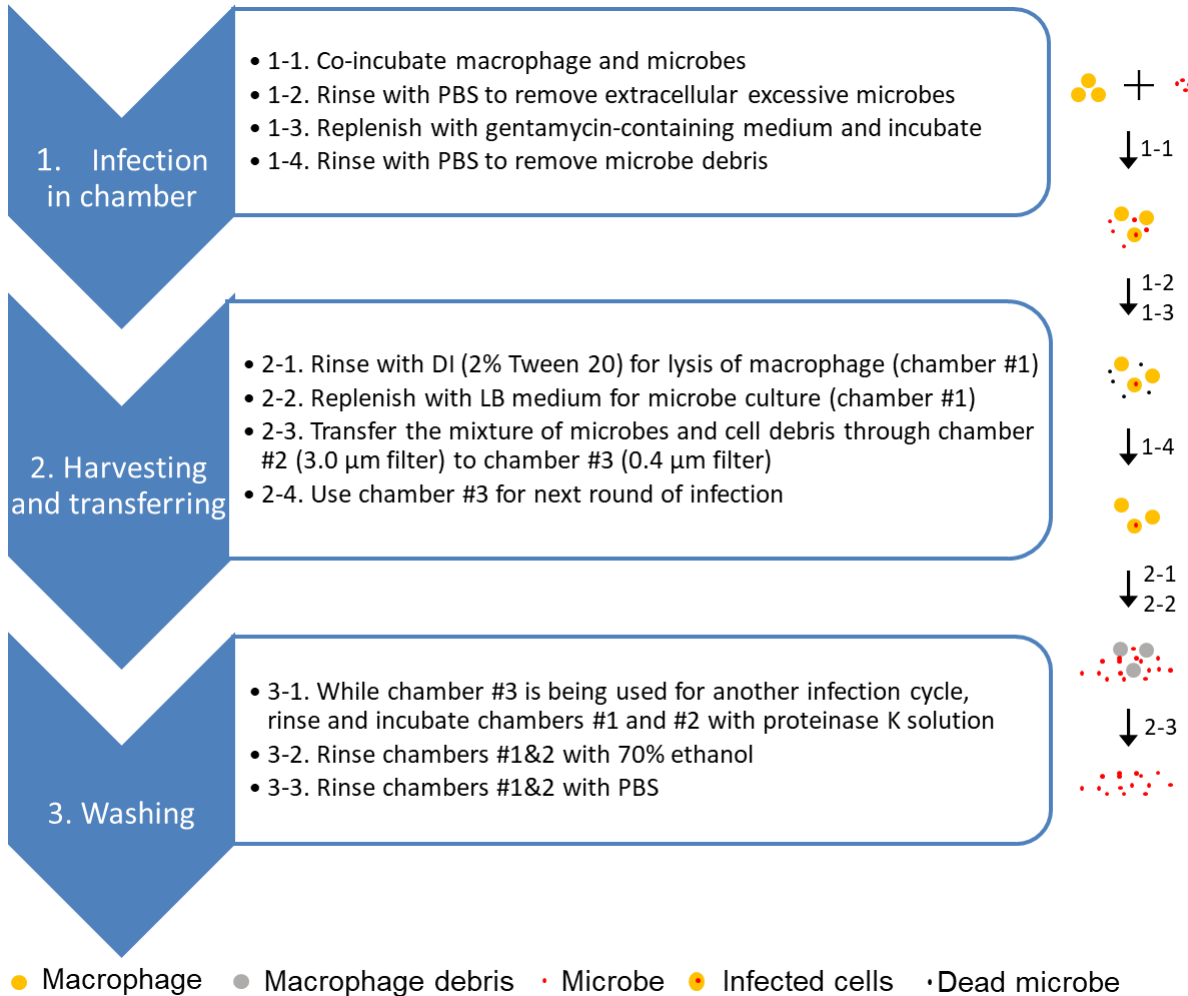 1. Infection
in chamber
• 1-1. Co-incubate macrophage and microbes
• 1-2. Rinse with PBS to remove extracellular excessive microbes
• 1-3. Replenish with gentamycin-containing medium and incubate
• 1-4. Rinse with PBS to remove microbe debris
2. Harvesting
and transferring
• 2-1. Rinse with DI (2% Tween 20) for lysis of macrophage (chamber #1)
• 2-2. Replenish with LB medium for microbe culture (chamber #1)
• 2-3. Transfer the mixture of microbes and cell debris through chamber
#2 (3.0 µm filter) to chamber #3 (0.4 µm filter)
• 2-4. Use chamber #3 for next round of infection
3. Washing
• 3-1. While chamber #3 is being used for another infection cycle,
rinse and incubate chambers #1 and #2 with proteinase K solution
• 3-2. Rinse chambers #1&2 with 70% ethanol
• 3-3. Rinse chambers #1&2 with PBS
+
1-1
1-2
1-3
1-4
2-1
2-2
2-3
Macrophage
Macrophage debris
Microbe
Infected cells
Dead microbe